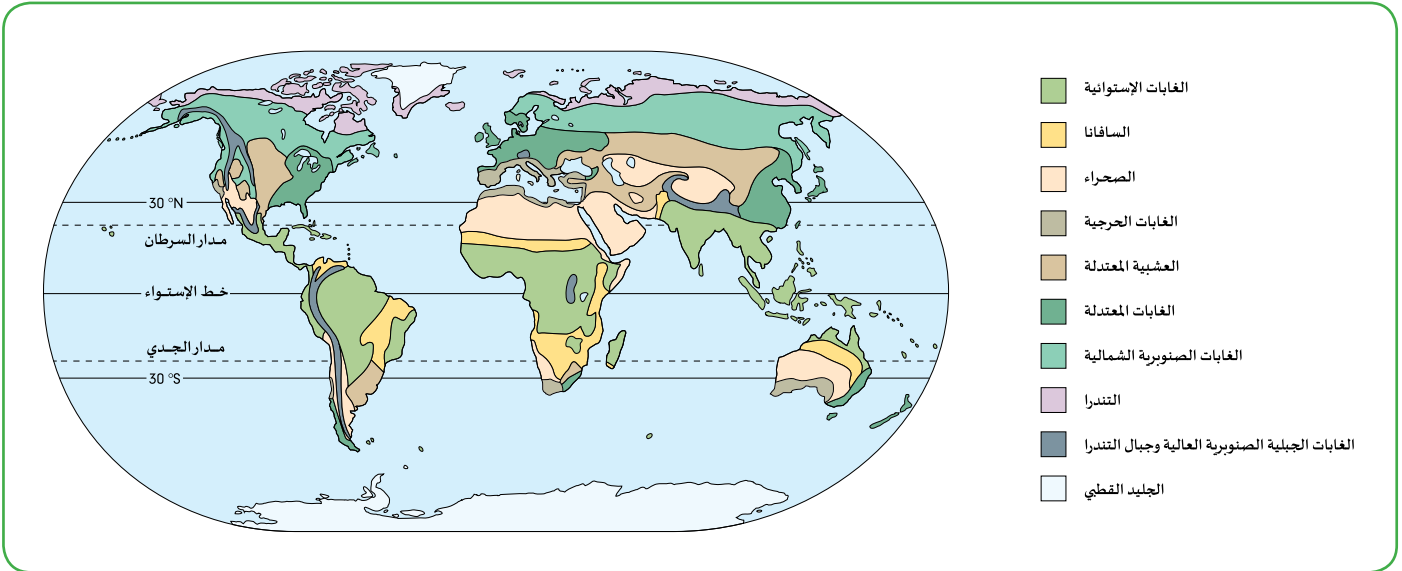 الغابات الإستوائية
السافانا
الصحراء
الغابات الحرجية
العشبية المعتدلة
الغابات المعتدلة
الغابات الصنوبرية الشمالية
التندرا
الغابات الجبلية الصنوبرية العالية وجبال التندرا
الجليد القطبي
30 °N
مدار السرطان
خط الإستواء
مدار الجدي
30 °S